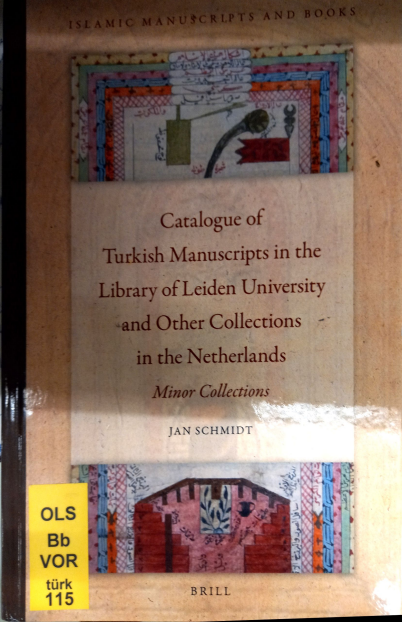 ISLAMIC MANUSCRIPTS AND BOOKS
Catalogue of
Turkish Manuscripts in the
Library of Leiden University
and Other Collections
in the Netherlands
Minor Collections
JAN SCHMIDT
OLS
Bb
VOR
türk
115
BRILL